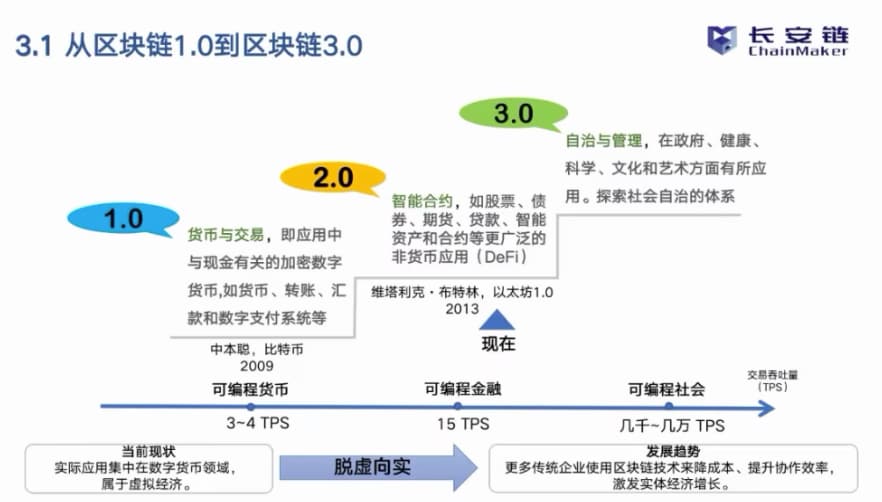 3.1 从区块链1.0到区块链3.0
长安链
ChainMaker
3.0
自治与管理，在政府、健康、
科学、文化和艺术方面有所应
用。探索社会自治的体系
2.0
智能合约，如股票、债
券、期货、贷款、智能
资产和合约等更广泛的
非货币应用（DeFi）
维塔利克·布特林，以太坊1.0
2013
现在
1.0
货币与交易，即应用中
与现金有关的加密数字
货币,如货币、转账、汇
款和数字支付系统等
中本聪，比特币
2009
可编程货币
可编程金融
可编程社会
交易吞吐量
（TPS）
3~4 TPS
15 TPS
几千~几万 TPS
当前现状
实际应用集中在数字货币领域，
属于虚拟经济。
脱虚向实
发展趋势
更多传统企业使用区块链技术来降成本、提升协作效率，
激发实体经济增长。